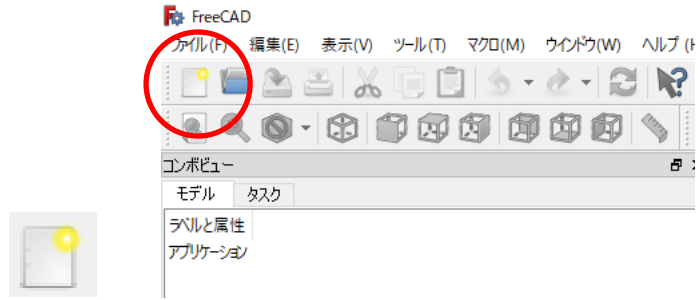 FreeCAD
ファイル(F) 編集(E) 表示(V) ツール(T) マクロ(M) ウインドウ(W) ヘルプ(H
コンボビュー
モデル タスク
ラベルと属性
アプリケーション